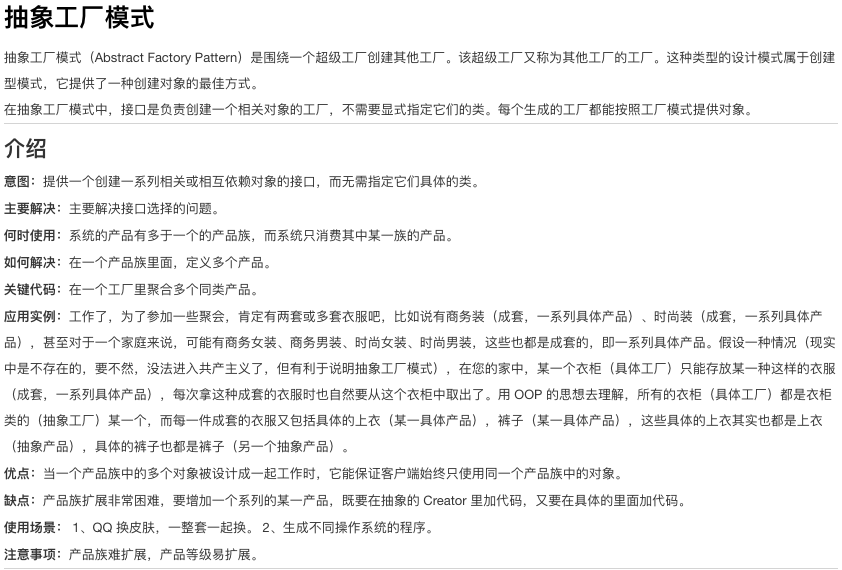 抽象工厂模式
抽象工厂模式（Abstract Factory Pattern）是围绕一个超级工厂创建其他工厂。该超级工厂又称为其他工厂的工厂。这种类型的设计模式属于创建
型模式，它提供了一种创建对象的最佳方式。
在抽象工厂模式中，接口是负责创建一个相关对象的工厂，不需要显式指定它们的类。每个生成的工厂都能按照工厂模式提供对象。
介绍
意图：提供一个创建一系列相关或相互依赖对象的接口，而无需指定它们具体的类。
主要解决：主要解决接口选择的问题。
何时使用：系统的产品有多于一个的产品族，而系统只消费其中某一族的产品。
如何解决：在一个产品族里面，定义多个产品。
关键代码：在一个工厂里聚合多个同类产品。
应用实例：工作了，为了参加一些聚会，肯定有两套或多套衣服吧，比如说有商务装（成套，一系列具体产品）、时尚装（成套，一系列具体产
品），甚至对于一个家庭来说，可能有商务女装、商务男装、时尚女装、时尚男装，这些也都是成套的，即一系列具体产品。假设一种情况（现实
中是不存在的，要不然，没法进入共产主义了，但有利于说明抽象工厂模式），在您的家中，某一个衣柜（具体工厂）只能存放某一种这样的衣服
（成套，一系列具体产品），每次拿这种成套的衣服时也自然要从这个衣柜中取出了。用 OOP 的思想去理解，所有的衣柜（具体工厂）都是衣柜
类的（抽象工厂）某一个，而每一件成套的衣服又包括具体的上衣（某一具体产品），裤子（某一具体产品），这些具体的上衣其实也都是上衣
（抽象产品），具体的裤子也都是裤子（另一个抽象产品）。
优点：当一个产品族中的多个对象被设计成一起工作时，它能保证客户端始终只使用同一个产品族中的对象。
缺点：产品族扩展非常困难，要增加一个系列的某一产品，既要在抽象的 Creator 里加代码，又要在具体的里面加代码。
使用场景： 1、QQ 换皮肤，一整套一起换。 2、生成不同操作系统的程序。
注意事项：产品族难扩展，产品等级易扩展。